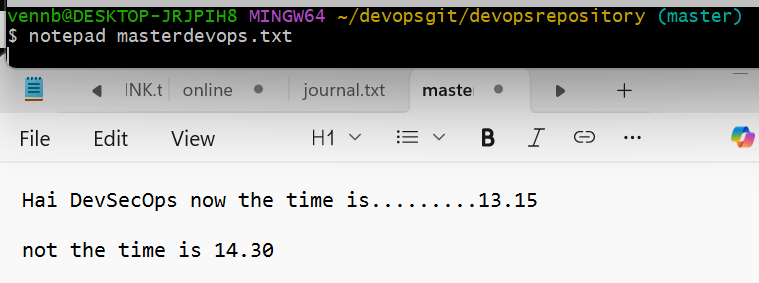 vennb@DESKTOP-JRJPIH8 MINGW64 ~/devopsgit/devopsrepository (master)
$ notepad masterdevops.txt
INK.t online journal.txt maste
File Edit View H1 B I
Hai DevSecOps now the time is.........13.15
not the time is 14.30